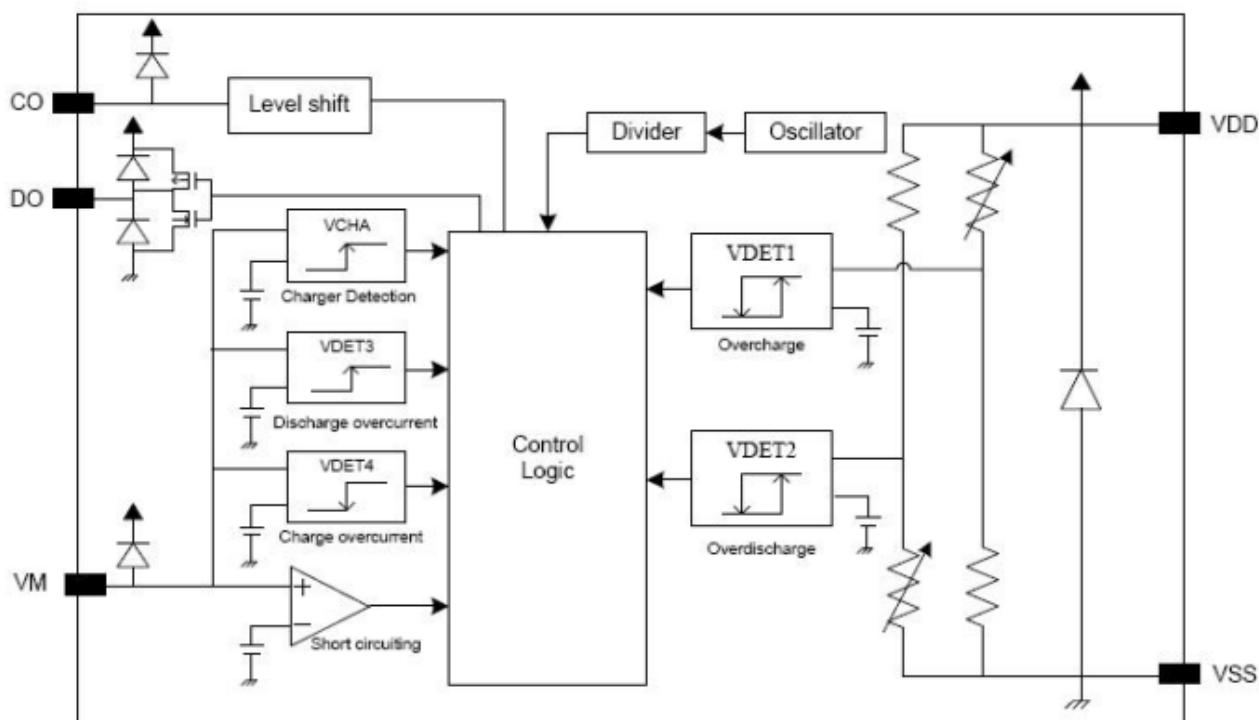 CO
Level shift
Divider
Oscillator
VDD
DO
VCHA
Charger Detection
VDET1
Overcharge
VDET3
Discharge overcurrent
Control
Logic
VDET2
Overdischarge
VDET4
Charge overcurrent
VM
+
−
Short circuiting
VSS